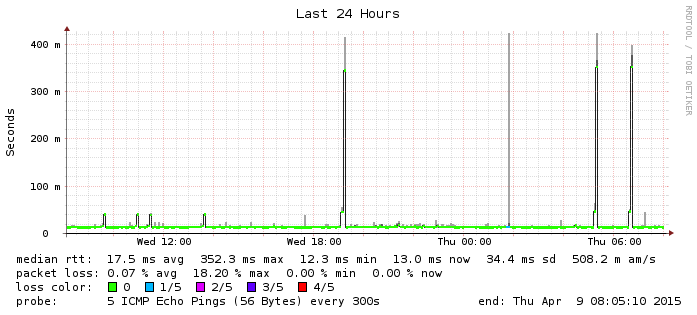 Last 24 Hours
RRDTOOL / TOBI OETIKER
Seconds
400 m
300 m
200 m
100 m
0
Wed 12:00 Wed 18:00 Thu 00:00 Thu 06:00
median rtt: 17.5 ms avg 352.3 ms max 12.3 ms min 13.0 ms now 34.4 ms sd 508.2 m am/s
packet loss: 0.07 % avg 18.20 % max 0.00 % min 0.00 % now
loss color: 0 1/5 2/5 3/5 4/5
probe: 5 ICMP Echo Pings (56 Bytes) every 300s end: Thu Apr 9 08:05:10 2015